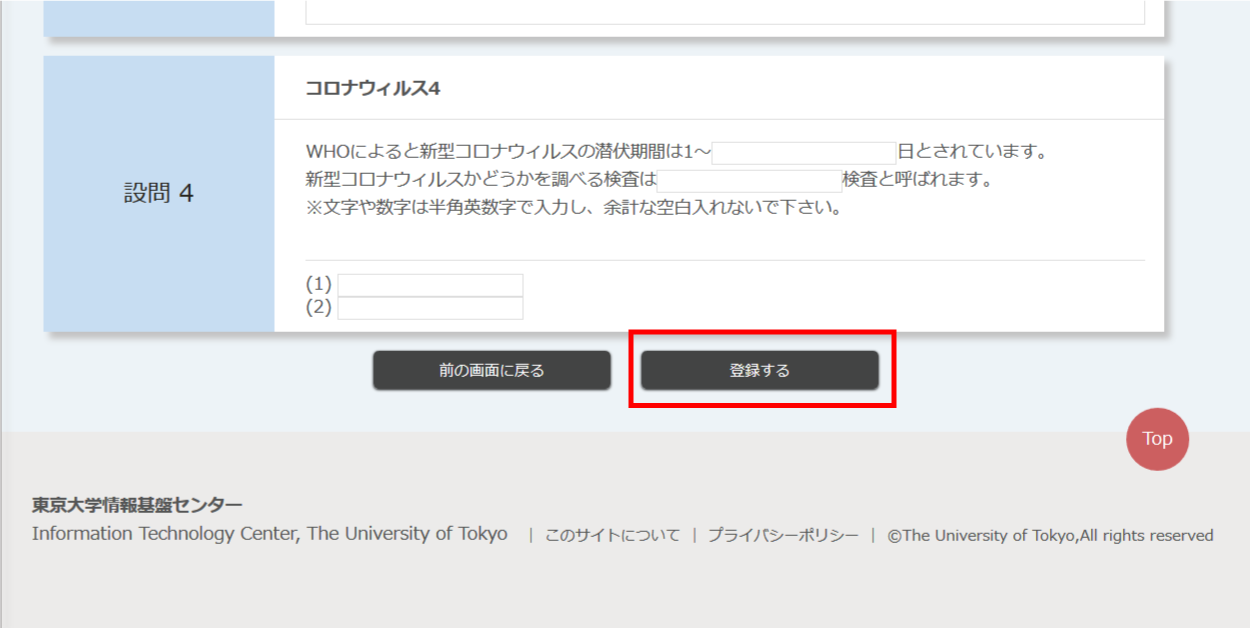 コロナウィルス4
設問 4
WHOによると新型コロナウィルスの潜伏期間は1～ 日とされています。
新型コロナウィルスかどうかを調べる検査は 検査と呼ばれます。
※文字や数字は半角英数字で入力し、余計な空白入れないで下さい。
(1)
(2)
前の画面に戻る 登録する
Top
東京大学情報基盤センター
Information Technology Center, The University of Tokyo | このサイトについて | プライバシーポリシー | ©The University of Tokyo,All rights reserved